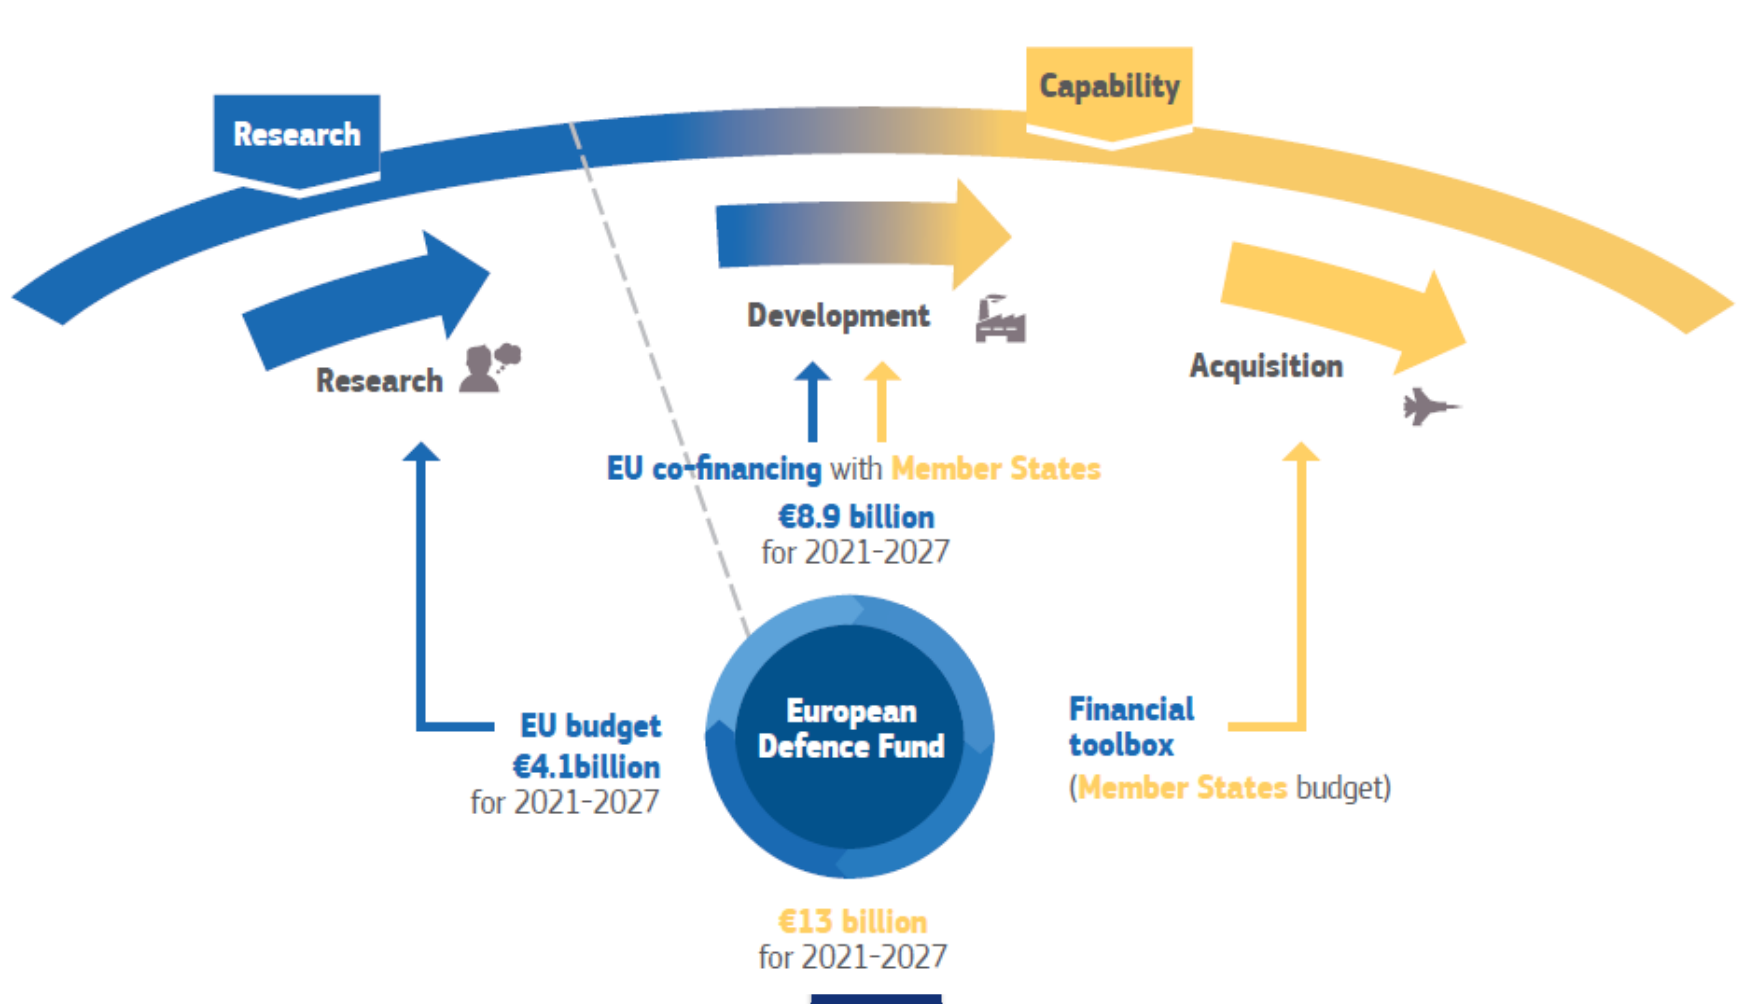 Research
Capability
Research
Development
Acquisition
EU co-financing with Member States
€8.9 billion
for 2021-2027
EU budget
€4.1billion
for 2021-2027
European
Defence Fund
Financial
toolbox
(Member States budget)
€13 billion
for 2021-2027